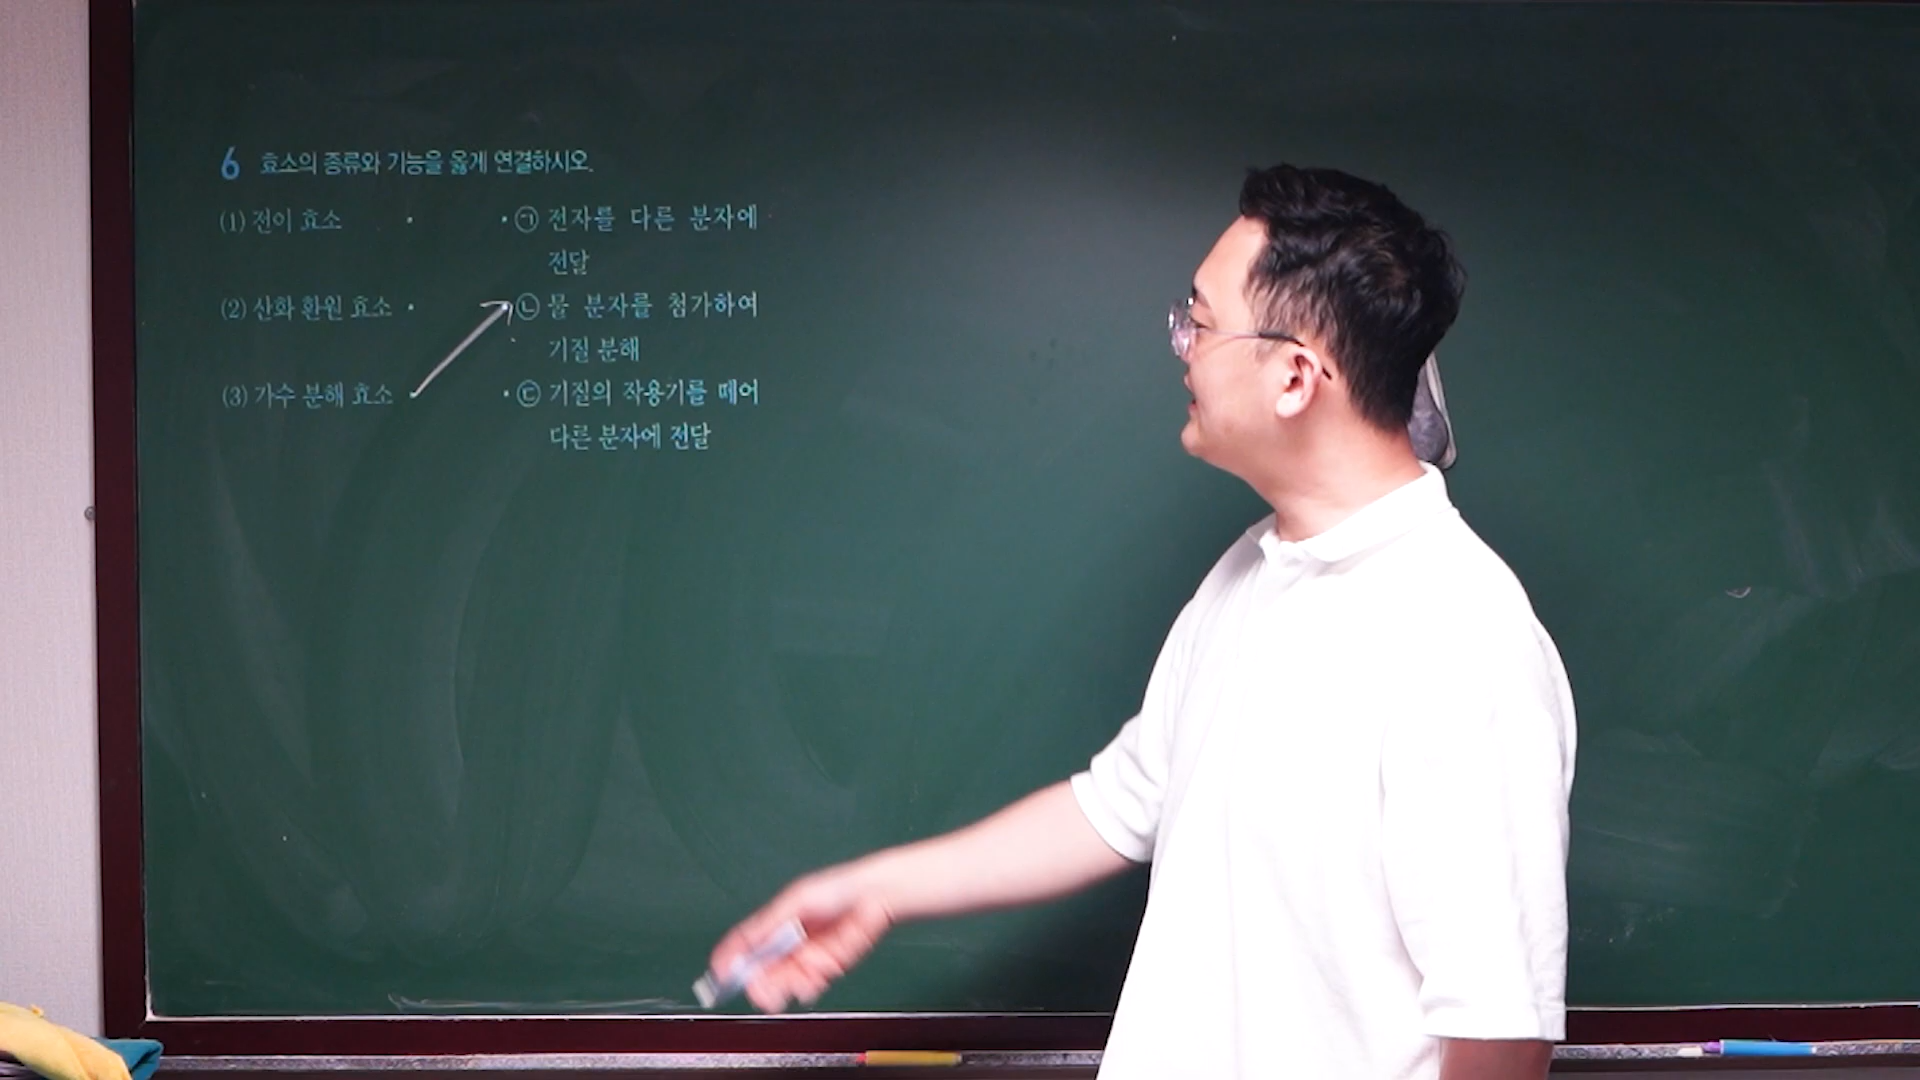 6 효소의 종류와 기능을 옳게 연결하시오.
(1) 전이 효소 · · ㉠ 전자를 다른 분자에
전달
(2) 산화 환원 효소 · ㉡ 물 분자를 첨가하여
기질 분해
(3) 가수 분해 효소 · · ㉢ 기질의 작용기를 떼어
다른 분자에 전달